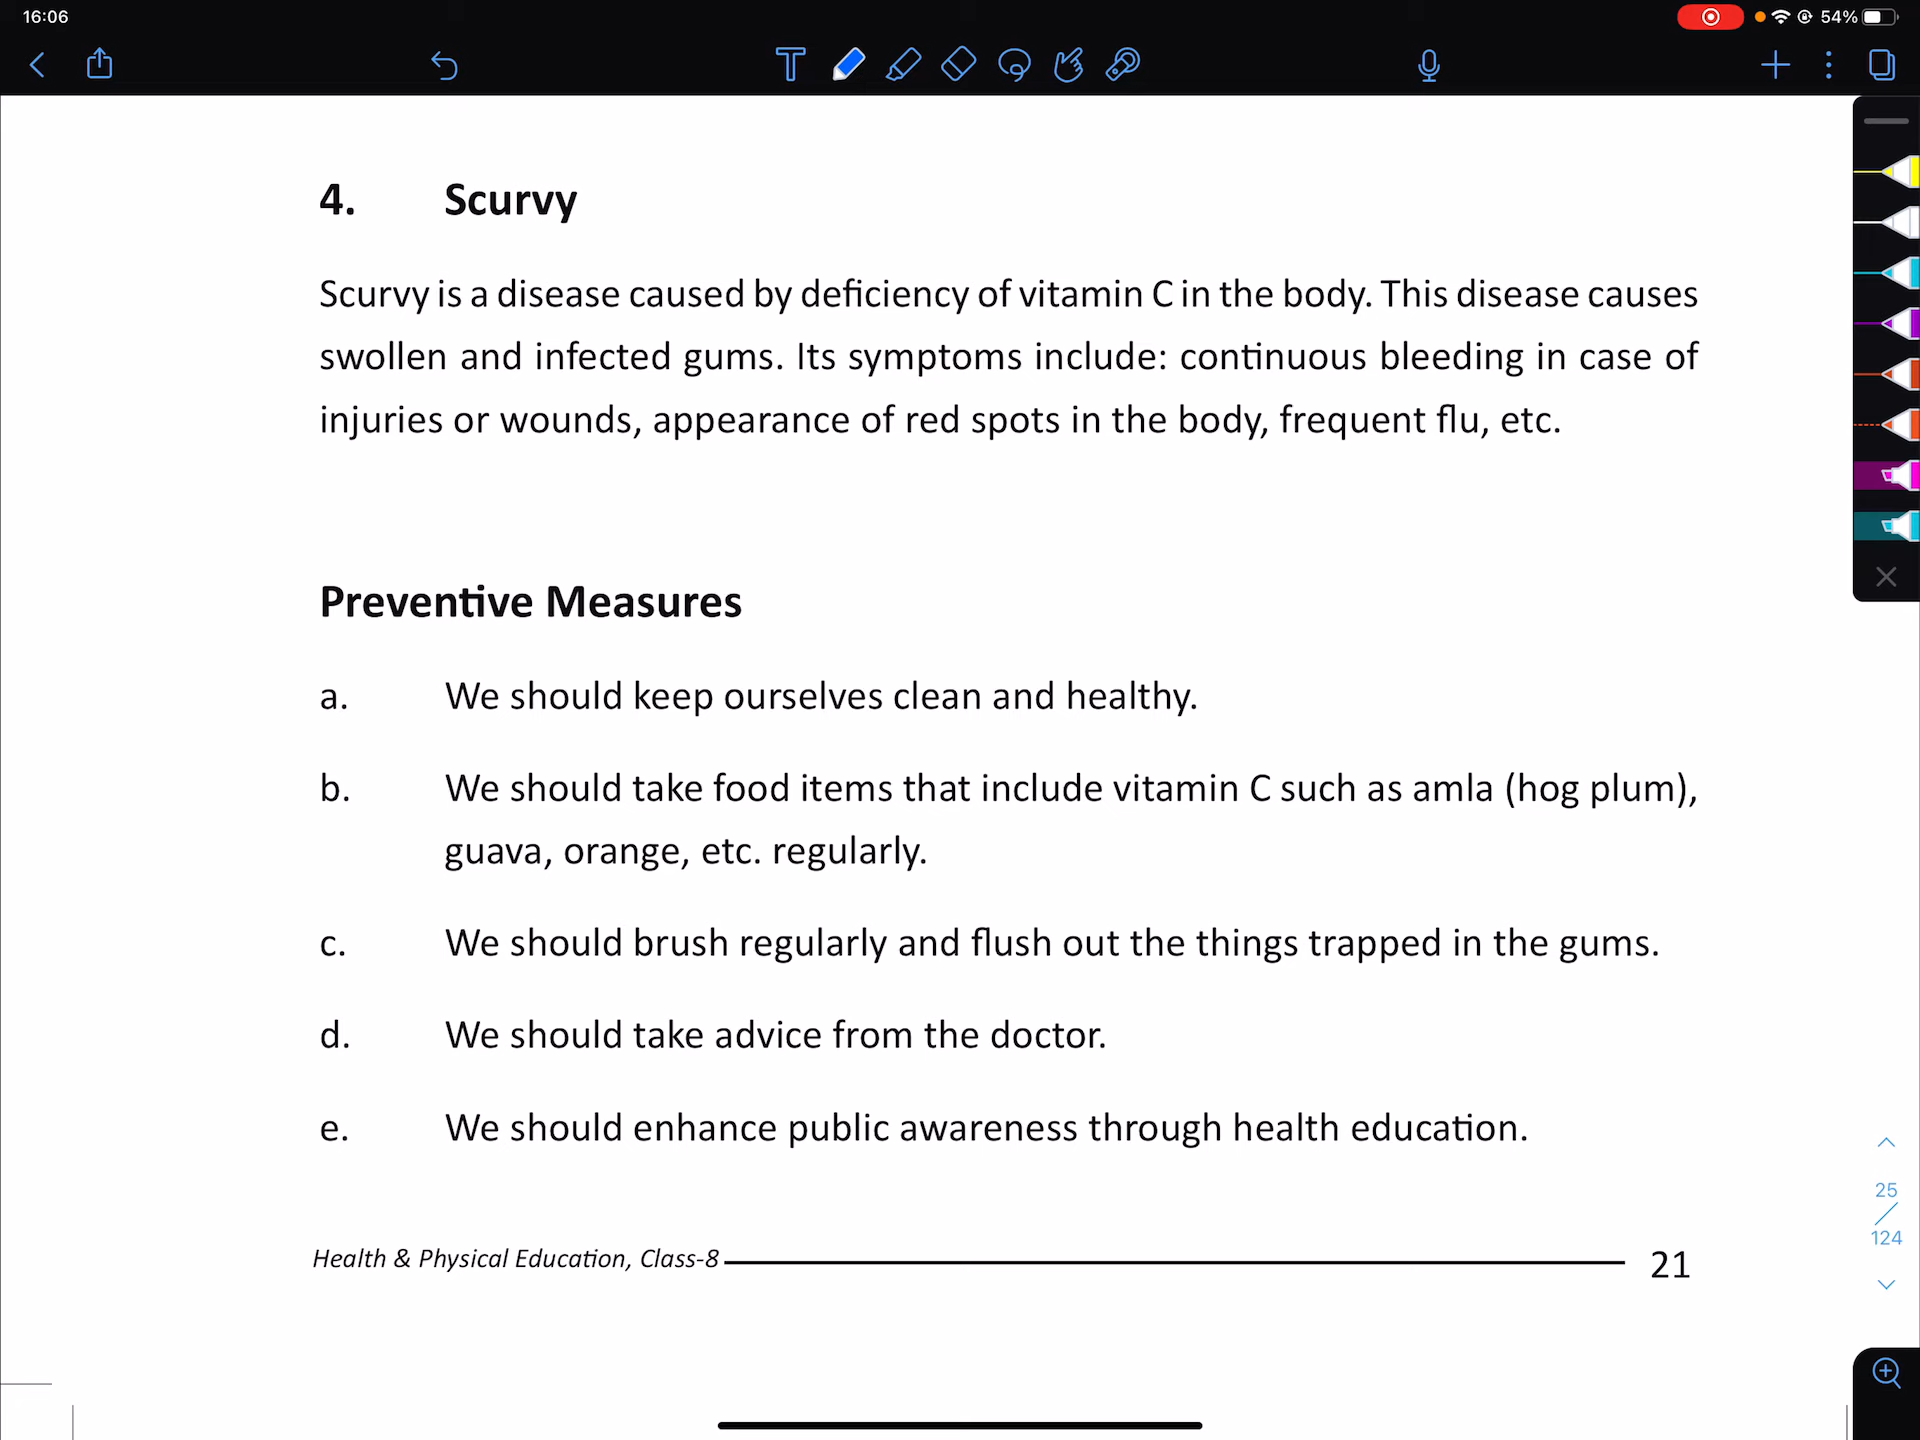 16:06
54%
4. Scurvy
Scurvy is a disease caused by deficiency of vitamin C in the body. This disease causes
swollen and infected gums. Its symptoms include: continuous bleeding in case of
injuries or wounds, appearance of red spots in the body, frequent flu, etc.
Preventive Measures
a. We should keep ourselves clean and healthy.
b. We should take food items that include vitamin C such as amla (hog plum),
guava, orange, etc. regularly.
c. We should brush regularly and flush out the things trapped in the gums.
d. We should take advice from the doctor.
e. We should enhance public awareness through health education.
25
/
124
Health & Physical Education, Class-8 21